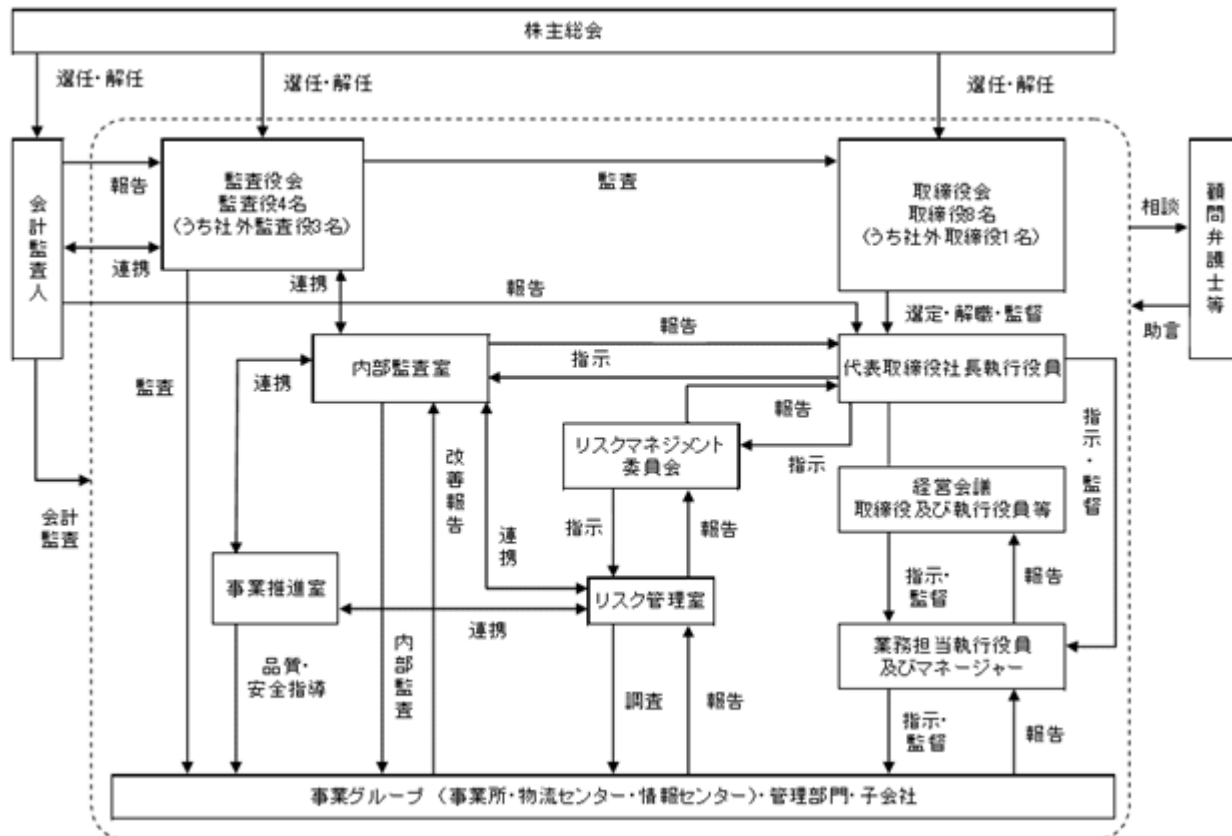 株主総会
選任・解任
選任・解任
選任・解任
会計監査人
報告
監査役会
監査役4名
(うち社外監査役3名)
監査
取締役会
取締役8名
(うち社外取締役1名)
相談
顧問弁護士等
連携
連携
報告
選定・解職・監督
助言
報告
内部監査室
指示
代表取締役社長執行役員
連携
監査
報告
リスクマネジメント
委員会
指示
指示・監督
改善報告
経営会議
取締役及び執行役員等
会計
監査
指示
報告
連携
事業推進室
リスク管理室
指示・
監督
報告
連携
業務担当執行役員
及びマネージャー
品質・
安全指導
内部監査
調査
報告
指示・
監督
報告
事業グループ (事業所・物流センター・情報センター)・管理部門・子会社